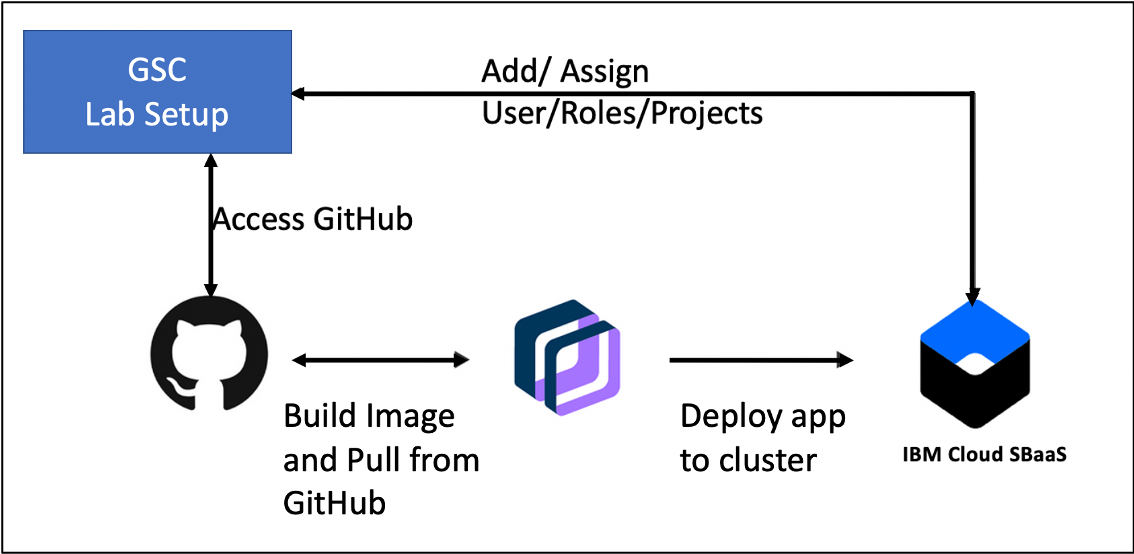 GSC
Lab Setup
Add/ Assign
User/Roles/Projects
Access GitHub
Build Image
and Pull from
GitHub
Deploy app
to cluster
IBM Cloud SBaaS